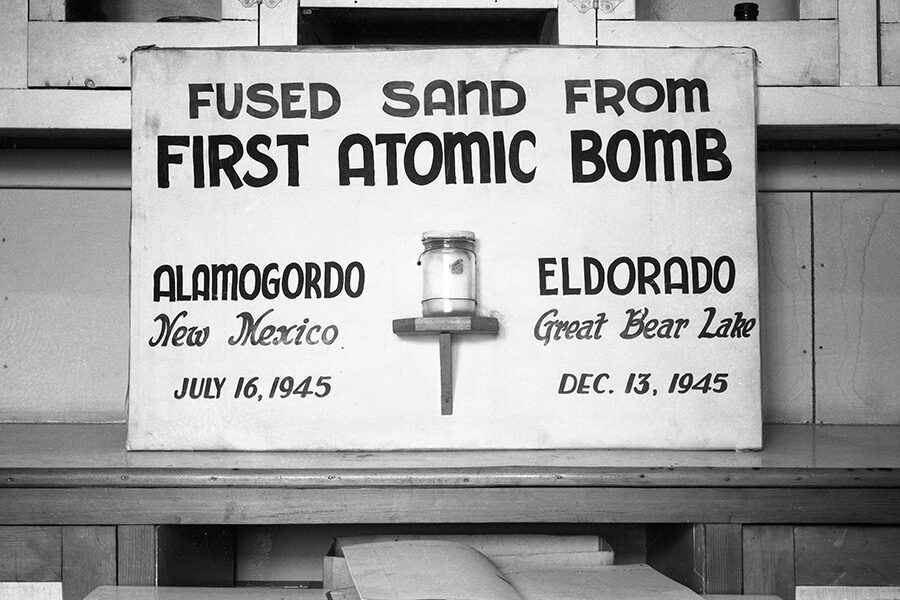 FUSED SAND FROM
FIRST ATOMIC BOMB
ALAMOGORDO
New Mexico
JULY 16, 1945
ELDORADO
Great Bear Lake
DEC. 13, 1945